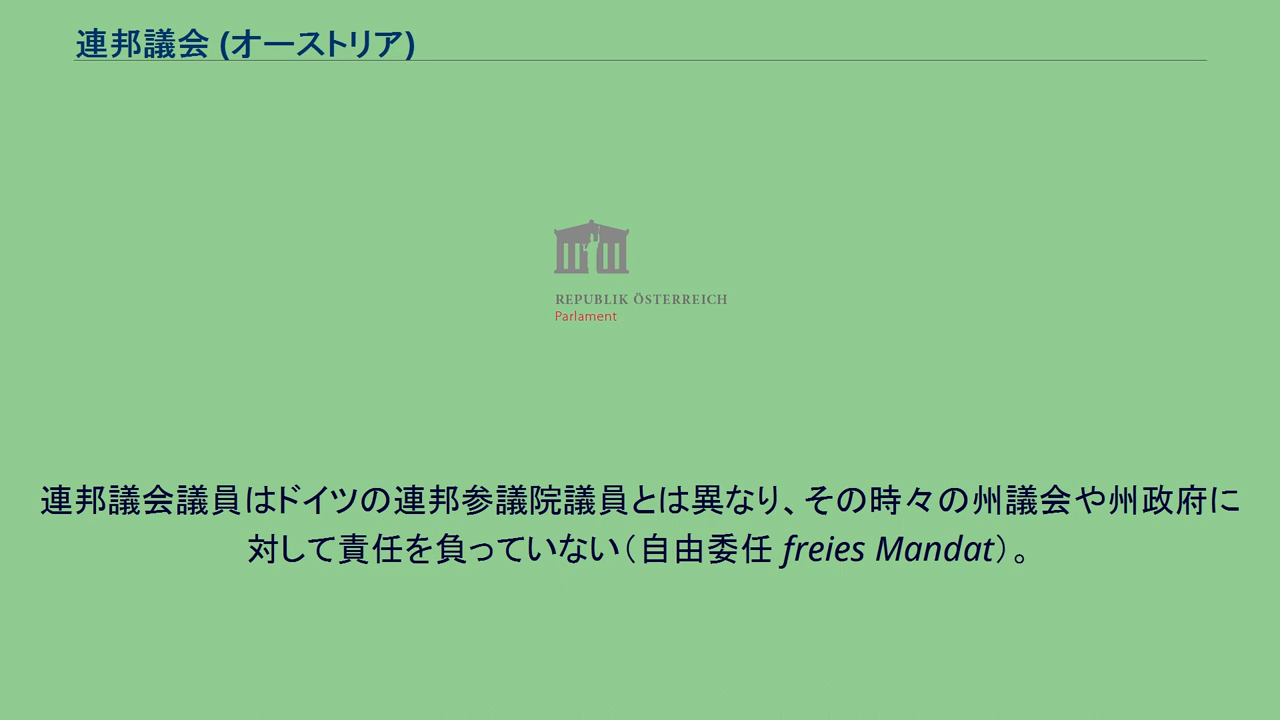 連邦議会 (オーストリア)
REPUBLIK ÖSTERREICH
Parlament
連邦議会議員はドイツの連邦参議院議員とは異なり、その時々の州議会や州政府に
対して責任を負っていない（自由委任 freies Mandat）。